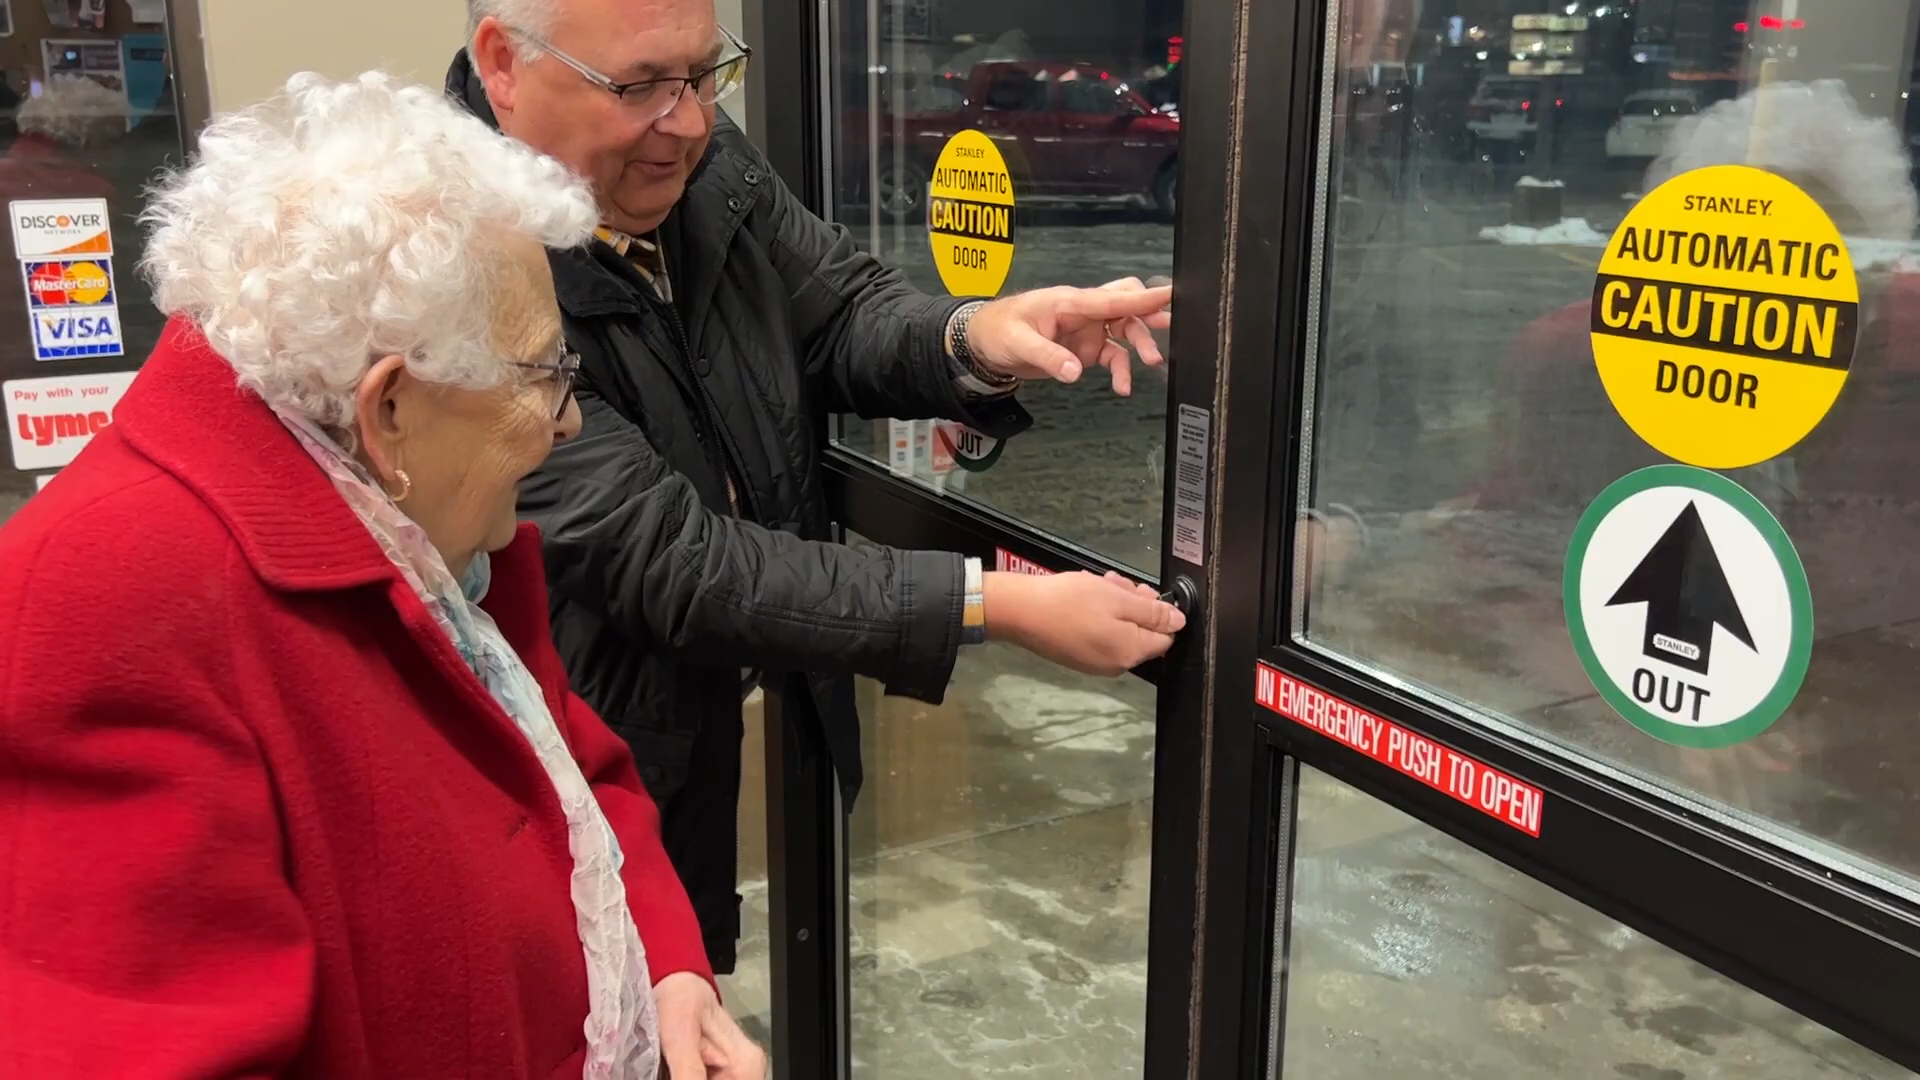 DISCOVER
NETWORK
MasterCard
VISA
Pay with your
tyme
STANLEY
AUTOMATIC
CAUTION
DOOR
OUT
STANLEY
AUTOMATIC
CAUTION
DOOR
STANLEY
OUT
IN EMERGENCY PUSH TO OPEN